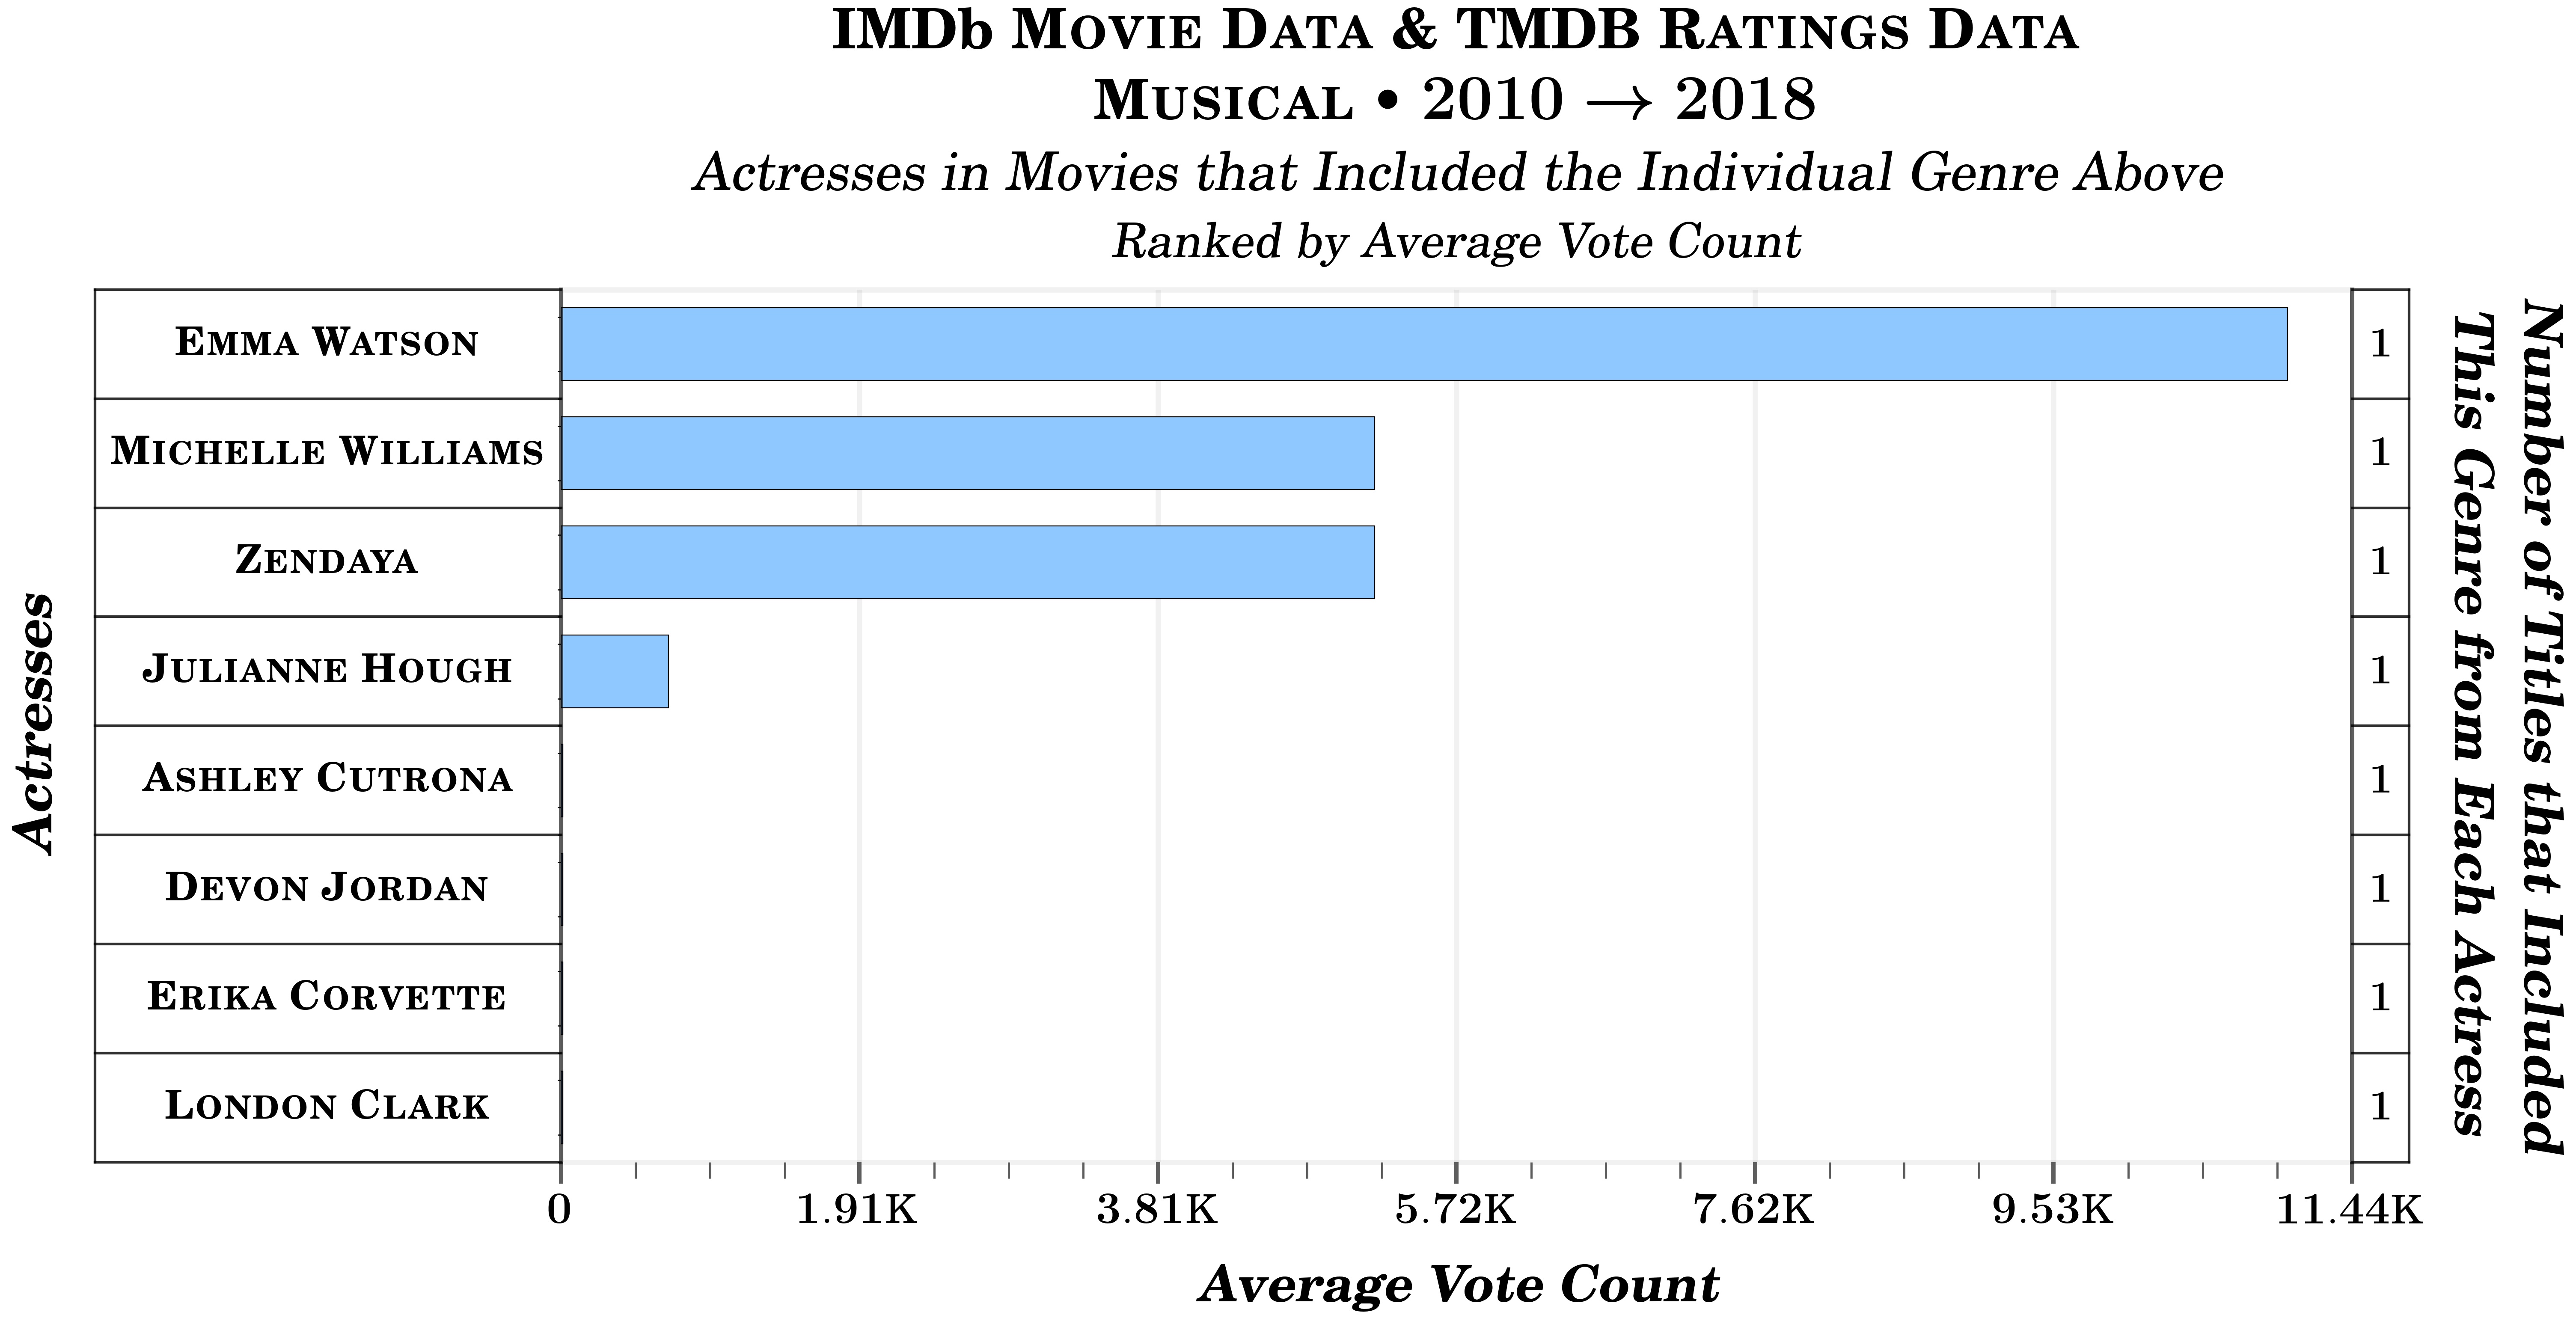 IMDb Movie Data & TMDB Ratings Data
Musical • 2010 → 2018
Actresses in Movies that Included the Individual Genre Above
Ranked by Average Vote Count
Actresses
Emma Watson 1
Michelle Williams 1
Zendaya 1
Julianne Hough 1
Ashley Cutrona 1
Devon Jordan 1
Erika Corvette 1
London Clark 1
Number of Titles that Included
This Genre from Each Actress
0 1.91K 3.81K 5.72K 7.62K 9.53K 11.44K
Average Vote Count